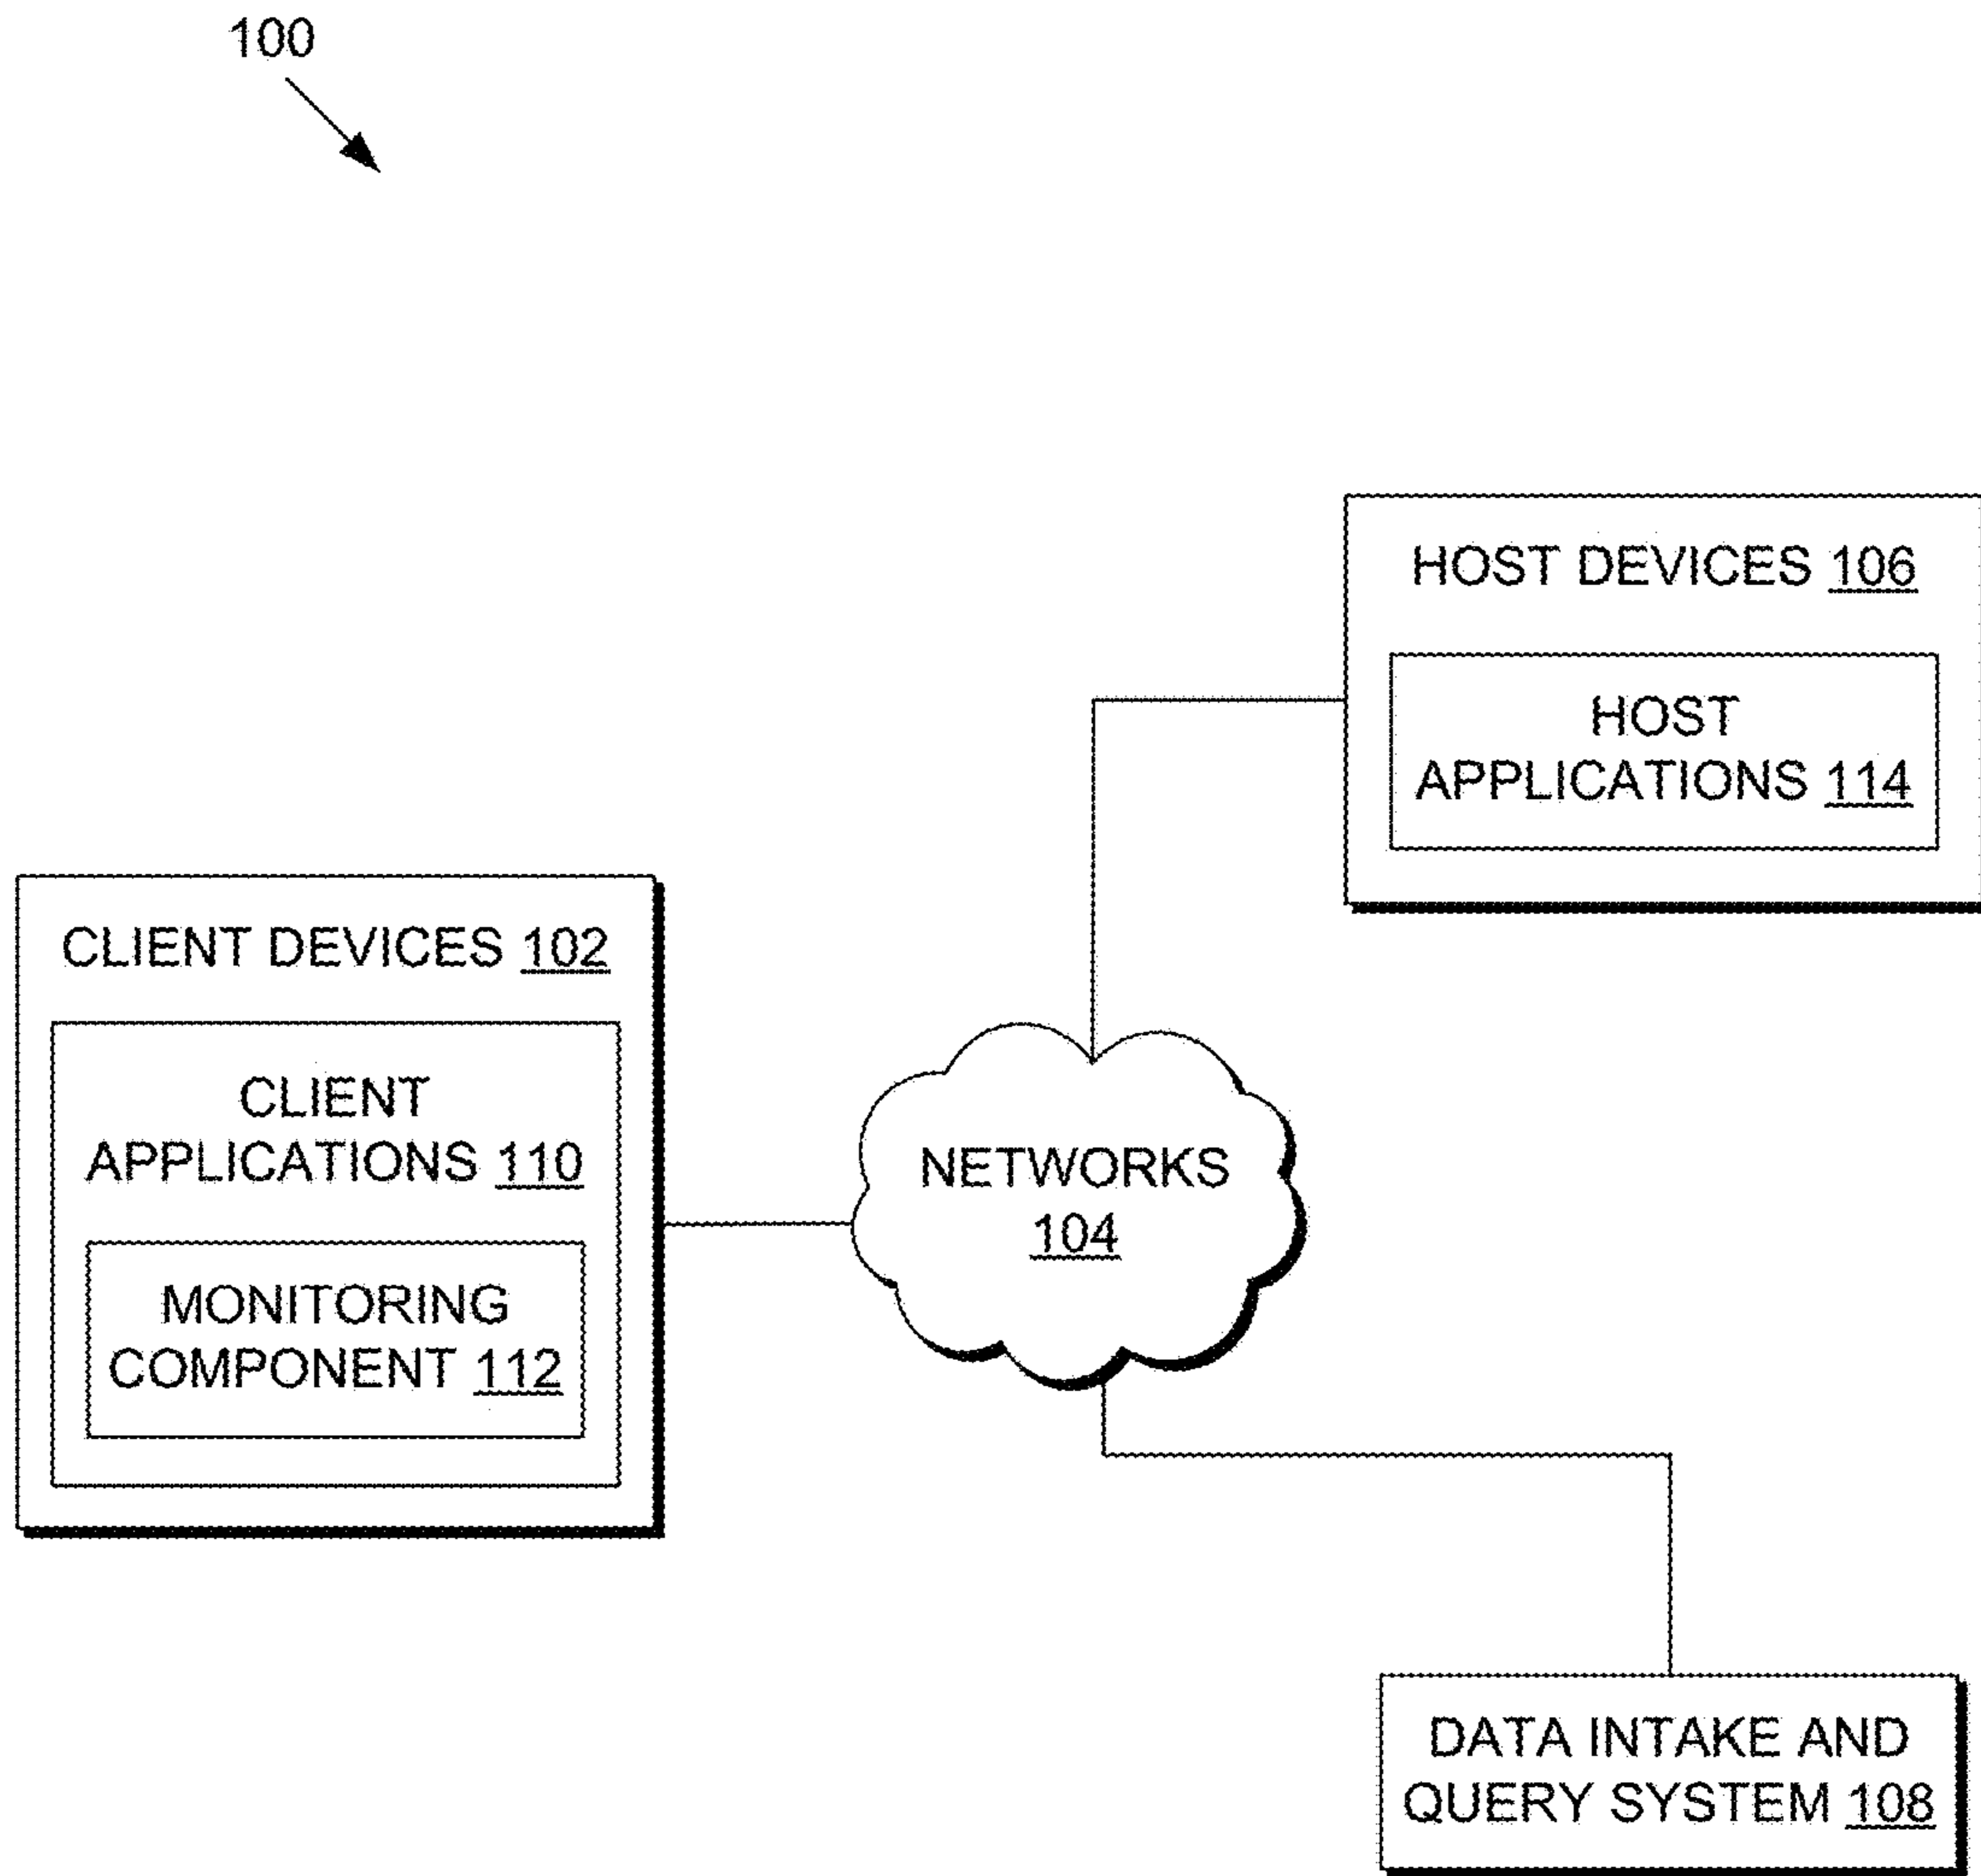 100
HOST DEVICES 106
HOST
APPLICATIONS 114
CLIENT DEVICES 102
CLIENT
APPLICATIONS 110
MONITORING
COMPONENT 112
NETWORKS
104
DATA INTAKE AND
QUERY SYSTEM 108